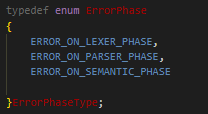 typedef enum ErrorPhase
{
ERROR_ON_LEXER_PHASE,
ERROR_ON_PARSER_PHASE,
ERROR_ON_SEMANTIC_PHASE
}ErrorPhaseType;